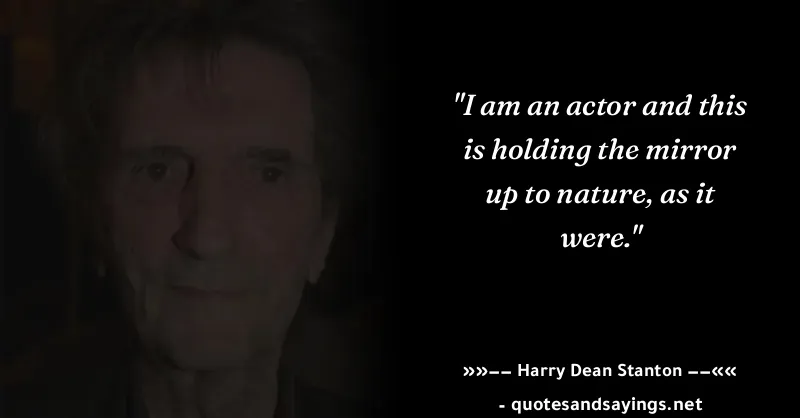 "I am an actor and this
is holding the mirror
up to nature, as it
were."
»»−− Harry Dean Stanton −−««
- quotesandsayings.net